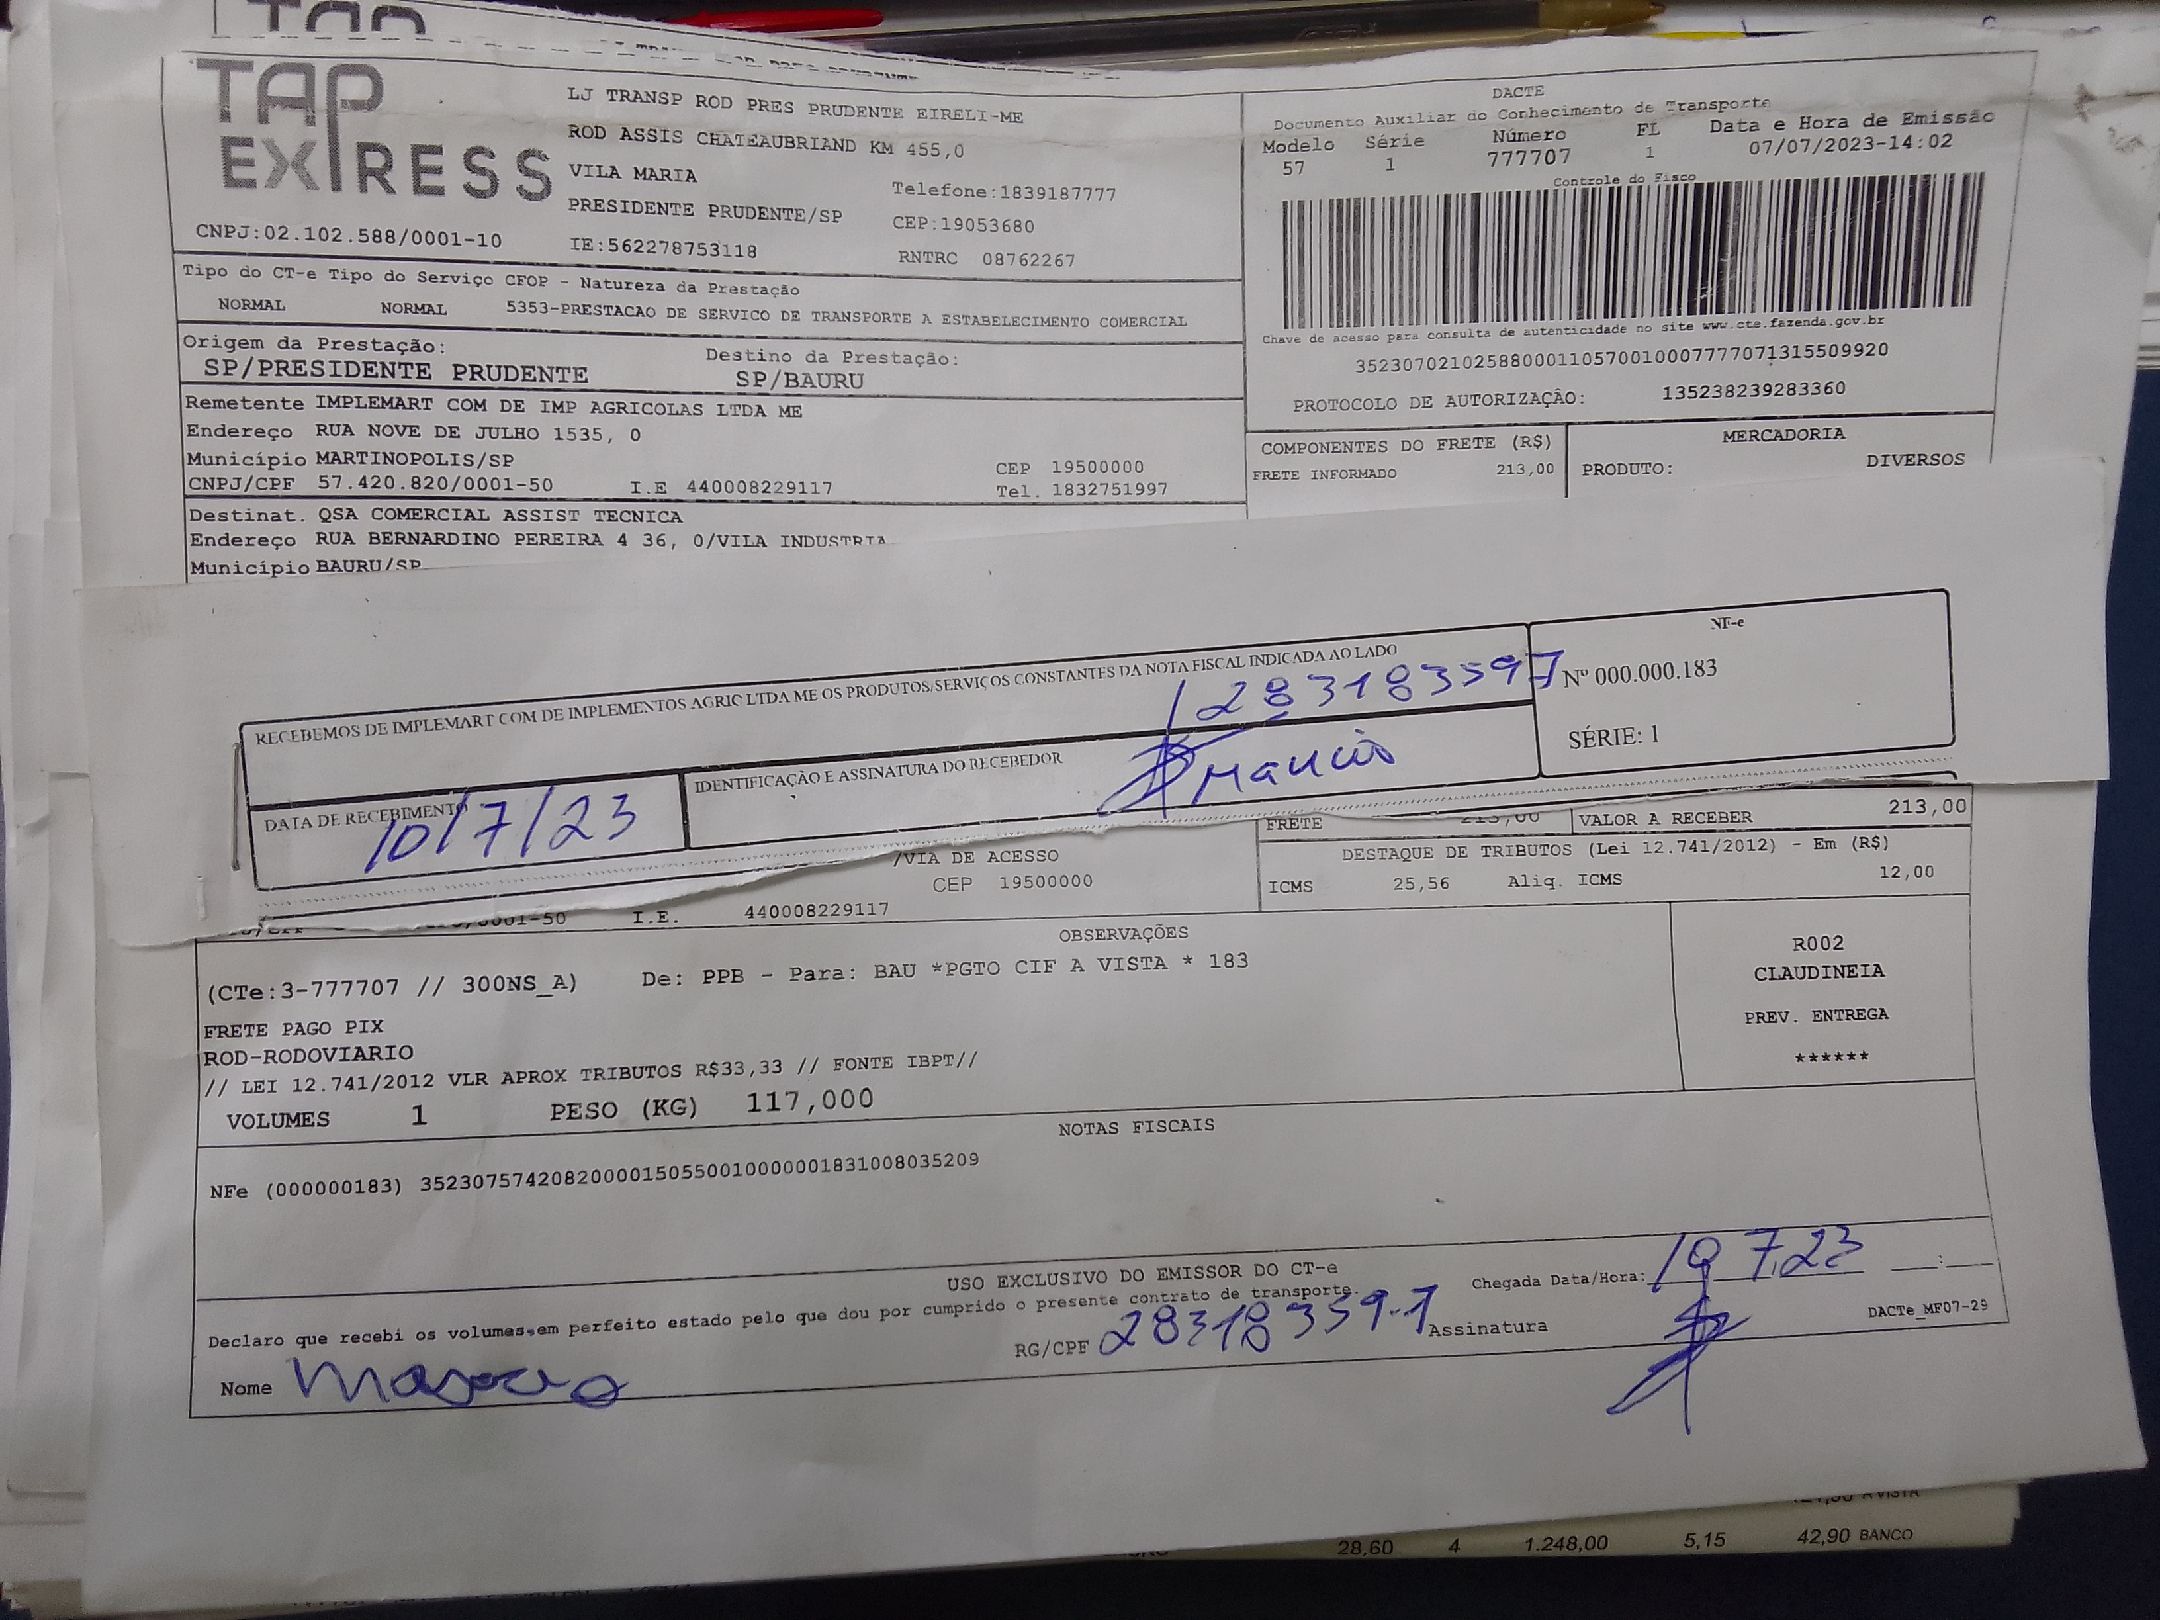 TAP
EXPRESS
CNPJ:02.102.588/0001-10
LJ TRANSP ROD PRES PRUDENTE EIRELI-ME
ROD ASSIS CHATEAUBRIAND KM 455,0
VILA MARIA
Telefone:1839187777
PRESIDENTE PRUDENTE/SP
CEP:19053680
IE:562278753118
RNTRC 08762267
DACTE
Documento Auxiliar do Conhecimento de Transporte
Modelo Série Número FL Data e Hora de Emissão
57 1 777707 1 07/07/2023-14:02
Controle do Fisco
Chave de acesso para consulta de autenticidade no site www.cte.fazenda.gov.br
35230702102588000110570010007777071315509920
PROTOCOLO DE AUTORIZAÇÃO: 135238239283360
Tipo do CT-e Tipo do Serviço CFOP - Natureza da Prestação
NORMAL NORMAL 5353-PRESTACAO DE SERVICO DE TRANSPORTE A ESTABELECIMENTO COMERCIAL
Origem da Prestação: Destino da Prestação:
SP/PRESIDENTE PRUDENTE SP/BAURU
Remetente IMPLEMART COM DE IMP AGRICOLAS LTDA ME
Endereço RUA NOVE DE JULHO 1535, 0
Município MARTINOPOLIS/SP CEP 19500000
CNPJ/CPF 57.420.820/0001-50 I.E 440008229117 Tel. 1832751997
COMPONENTES DO FRETE (R$)
FRETE INFORMADO 213,00
MERCADORIA
PRODUTO: DIVERSOS
Destinat. QSA COMERCIAL ASSIST TECNICA
Endereço RUA BERNARDINO PEREIRA 4 36, 0/VILA INDUSTRIA
Município BAURU/SP
RECEBEMOS DE IMPLEMART COM DE IMPLEMENTOS AGRIC LTDA ME OS PRODUTOS/SERVIÇOS CONSTANTES DA NOTA FISCAL INDICADA AO LADO
283183597
NF-e
Nº 000.000.183
SÉRIE: 1
DATA DE RECEBIMENTO
10/7/23
IDENTIFICAÇÃO E ASSINATURA DO RECEBEDOR
FRETE 213,00 VALOR A RECEBER 213,00
/VIA DE ACESSO
CEP 19500000
DESTAQUE DE TRIBUTOS (Lei 12.741/2012) - Em (R$)
ICMS 25,56 Aliq. ICMS 12,00
/0001-50 I.E. 440008229117
OBSERVAÇÕES
(CTe:3-777707 // 300NS_A) De: PPB - Para: BAU *PGTO CIF A VISTA * 183
FRETE PAGO PIX
ROD-RODOVIARIO
// LEI 12.741/2012 VLR APROX TRIBUTOS R$33,33 // FONTE IBPT//
VOLUMES 1 PESO (KG) 117,000
R002
CLAUDINEIA
PREV. ENTREGA
******
NOTAS FISCAIS
NFe (000000183) 35230757420820000150550010000001831008035209
USO EXCLUSIVO DO EMISSOR DO CT-e
Declaro que recebi os volumes em perfeito estado pelo que dou por cumprido o presente contrato de transporte.
Chegada Data/Hora: 10 7.23 __:__
Nome
RG/CPF 28318359-7 Assinatura
DACTe_MF07-29
28,60 4 1.248,00 5,15 42,90 BANCO